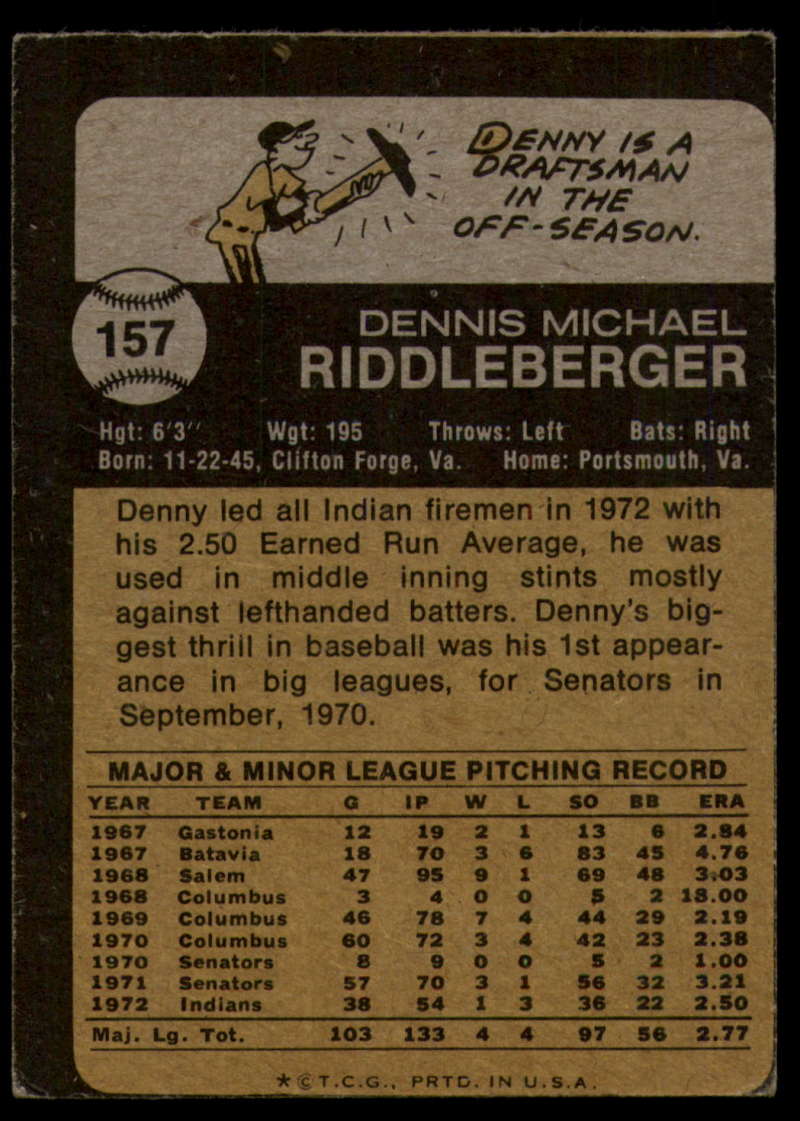 DENNY IS A
DRAFTSMAN
IN THE
OFF-SEASON.
157
DENNIS MICHAEL
RIDDLEBERGER
Hgt: 6'3" Wgt: 195 Throws: Left Bats: Right
Born: 11-22-45, Clifton Forge, Va. Home: Portsmouth, Va.
Denny led all Indian firemen in 1972 with
his 2.50 Earned Run Average, he was
used in middle inning stints mostly
against lefthanded batters. Denny's big-
gest thrill in baseball was his 1st appear-
ance in big leagues, for Senators in
September, 1970.
MAJOR & MINOR LEAGUE PITCHING RECORD
YEAR TEAM G IP W L SO BB ERA
1967 Gastonia 12 19 2 1 13 6 2.84
1967 Batavia 18 70 3 6 83 45 4.76
1968 Salem 47 95 9 1 69 48 3.03
1968 Columbus 3 4 0 0 5 2 18.00
1969 Columbus 46 78 7 4 44 29 2.19
1970 Columbus 60 72 3 4 42 23 2.38
1970 Senators 8 9 0 0 5 2 1.00
1971 Senators 57 70 3 1 56 32 3.21
1972 Indians 38 54 1 3 36 22 2.50
Maj. Lg. Tot. 103 133 4 4 97 56 2.77
★©T.C.G., PRTD. IN U.S.A.